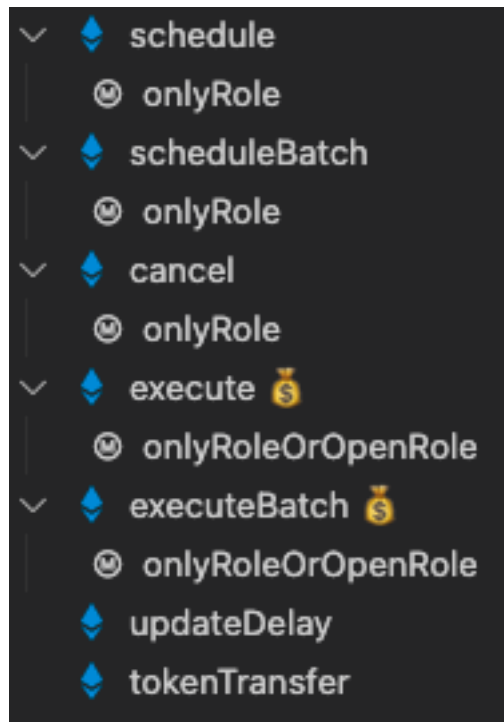 schedule
onlyRole
scheduleBatch
onlyRole
cancel
onlyRole
execute 💰
onlyRoleOrOpenRole
executeBatch 💰
onlyRoleOrOpenRole
updateDelay
tokenTransfer